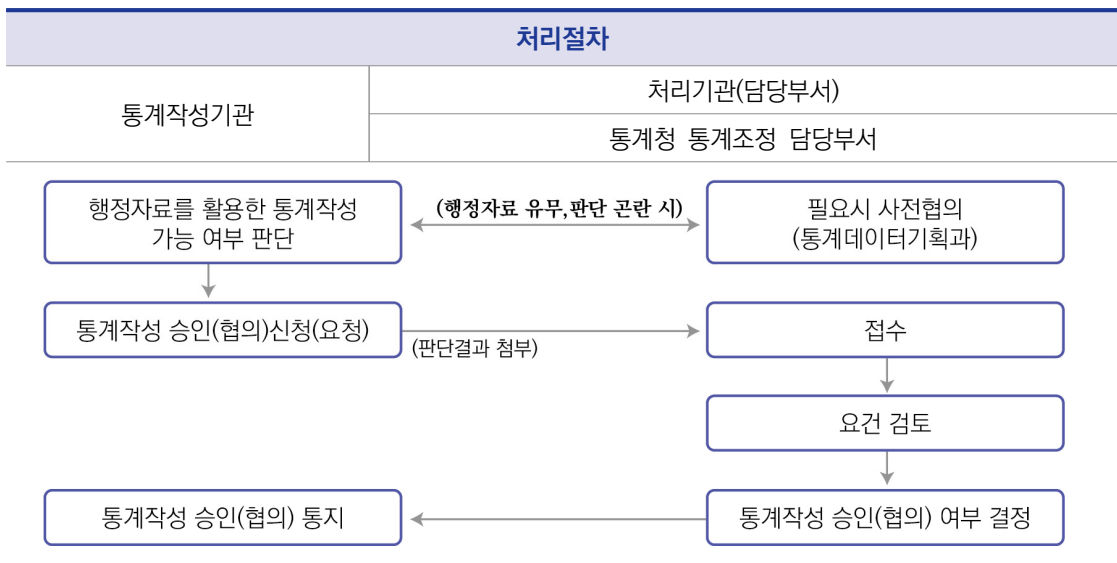 처리절차
통계작성기관
처리기관(담당부서)
통계청 통계조정 담당부서
행정자료를 활용한 통계작성
가능 여부 판단
(행정자료 유무,판단 곤란 시)
필요시 사전협의
(통계데이터기획과)
통계작성 승인(협의)신청(요청)
(판단결과 첨부)
접수
요건 검토
통계작성 승인(협의) 통지
통계작성 승인(협의) 여부 결정